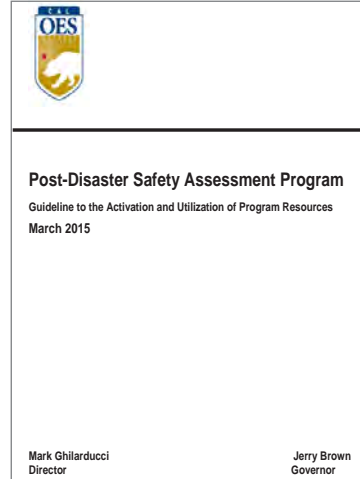 CAL
OES
Post-Disaster Safety Assessment Program
Guideline to the Activation and Utilization of Program Resources
March 2015
Mark Ghilarducci Jerry Brown
Director Governor